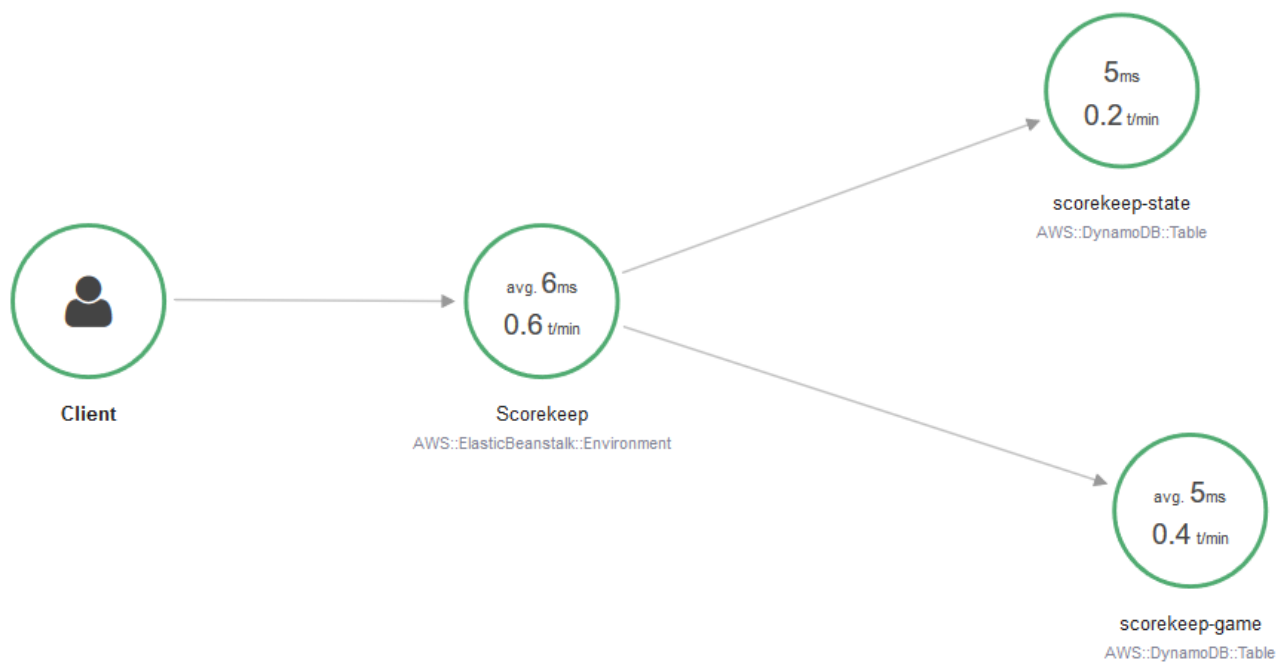 5ms
0.2 t/min
scorekeep-state
AWS::DynamoDB::Table
avg. 6ms
0.6 t/min
Client
Scorekeep
AWS::ElasticBeanstalk::Environment
avg. 5ms
0.4 t/min
scorekeep-game
AWS::DynamoDB::Table